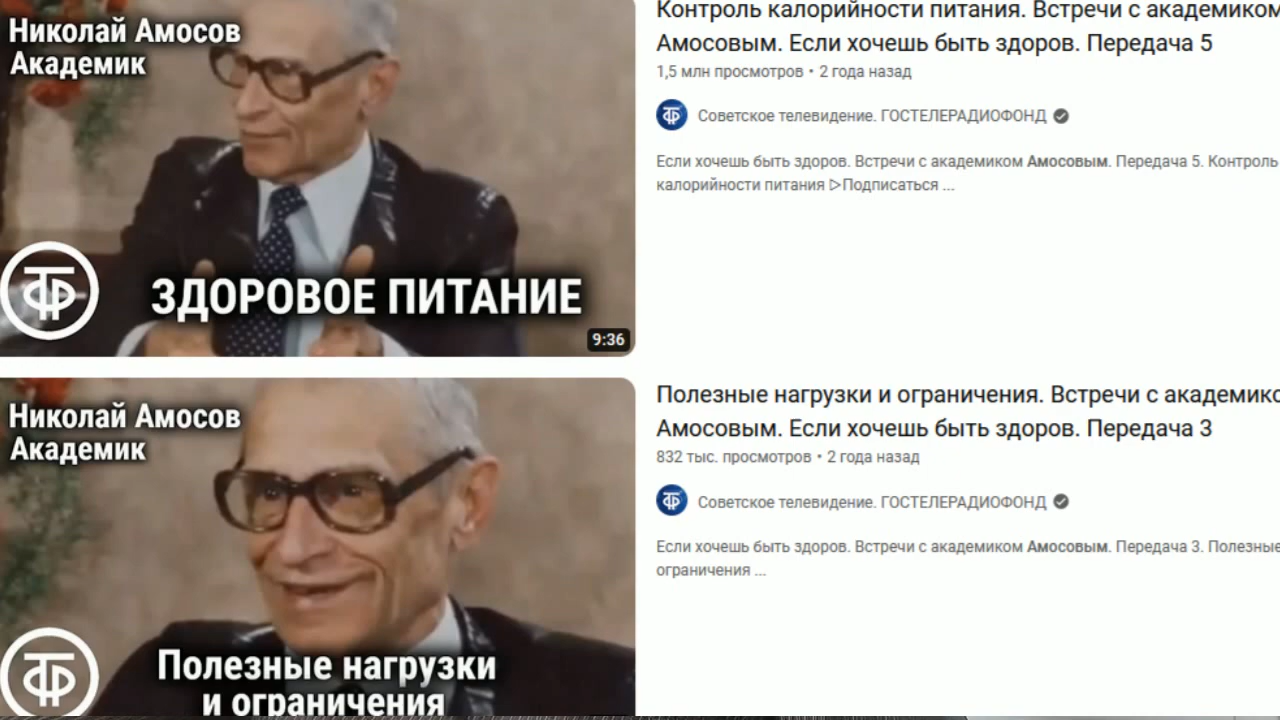 Николай Амосов
Академик
ЗДОРОВОЕ ПИТАНИЕ
9:36
Контроль калорийности питания. Встречи с академиком
Амосовым. Если хочешь быть здоров. Передача 5
1,5 млн просмотров • 2 года назад
Советское телевидение. ГОСТЕЛЕРАДИОФОНД
Если хочешь быть здоров. Встречи с академиком Амосовым. Передача 5. Контроль
калорийности питания ▷Подписаться ...
Николай Амосов
Академик
Полезные нагрузки
и ограничения
Полезные нагрузки и ограничения. Встречи с академико
Амосовым. Если хочешь быть здоров. Передача 3
832 тыс. просмотров • 2 года назад
Советское телевидение. ГОСТЕЛЕРАДИОФОНД
Если хочешь быть здоров. Встречи с академиком Амосовым. Передача 3. Полезные
ограничения ...